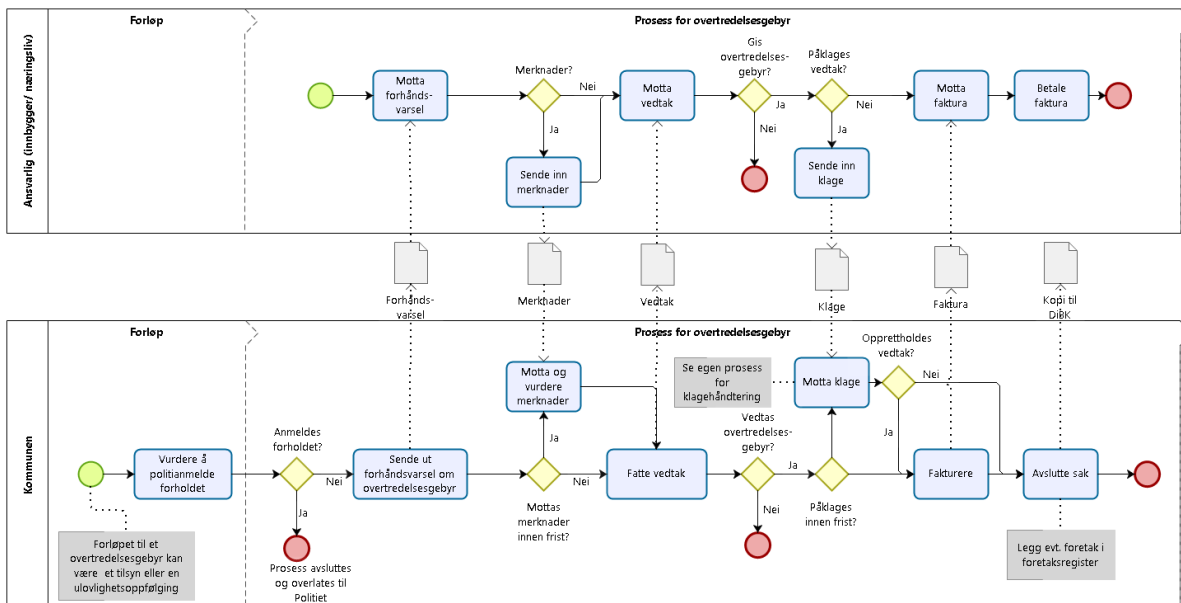 Forløp
Prosess for overtredelsesgebyr
Ansvarlig (innbygger/ næringsliv)
Motta
forhånds-
varsel
Merknader?
Nei
Ja
Sende inn
merknader
Motta
vedtak
Gis
overtredelses-
gebyr?
Ja
Nei
Påklages
vedtak?
Nei
Ja
Sende inn
klage
Motta
faktura
Betale
faktura
Forhånds-
varsel
Merknader
Vedtak
Klage
Faktura
Kopi til
DiBK
Forløp
Prosess for overtredelsesgebyr
Kommunen
Vurdere å
politianmelde
forholdet
Forløpet til et
overtredelsesgebyr kan
være et tilsyn eller en
ulovlighetsoppfølging
Anmeldes
forholdet?
Nei
Ja
Prosess avsluttes
og overlates til
Politiet
Sende ut
forhåndsvarsel om
overtredelsesgebyr
Motta og
vurdere
merknader
Ja
Nei
Mottas
merknader
innen frist?
Fatte vedtak
Vedtas
overtredelses-
gebyr?
Ja
Nei
Se egen prosess
for
klagehåndtering
Motta klage
Ja
Påklages
innen frist?
Opprettholdes
vedtak?
Nei
Ja
Fakturere
Avslutte sak
Legg evt. foretak i
foretaksregister